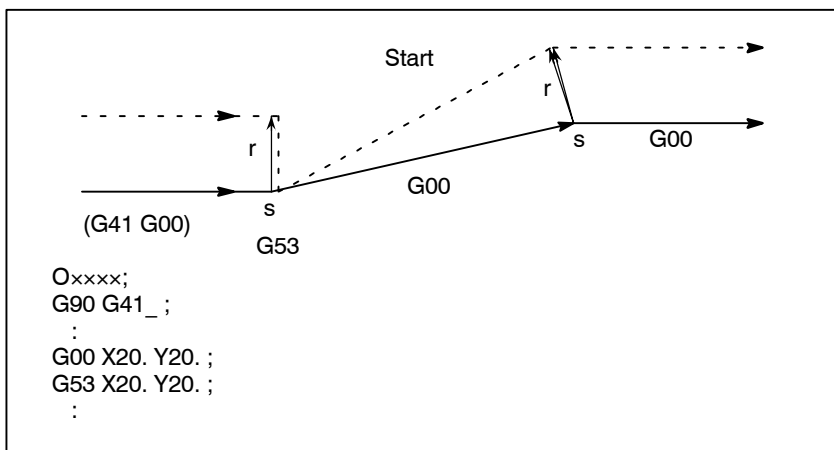 Start
r
r
s
G00
G00
s
(G41 G00)
G53
O××××;
G90 G41_ ;
:
G00 X20. Y20. ;
G53 X20. Y20. ;
: